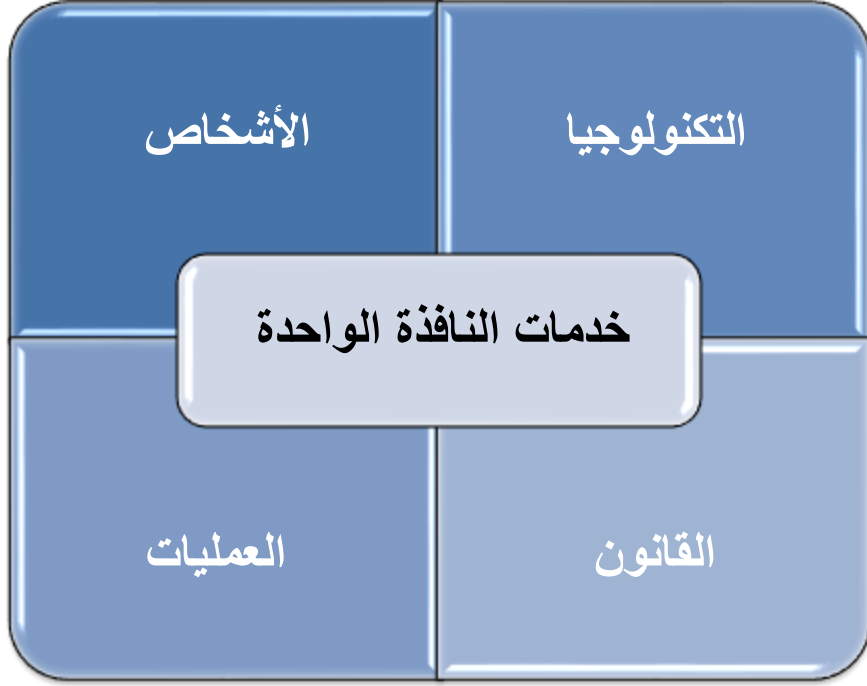 التكنولوجيا
الأشخاص
خدمات النافذة الواحدة
القانون
العمليات